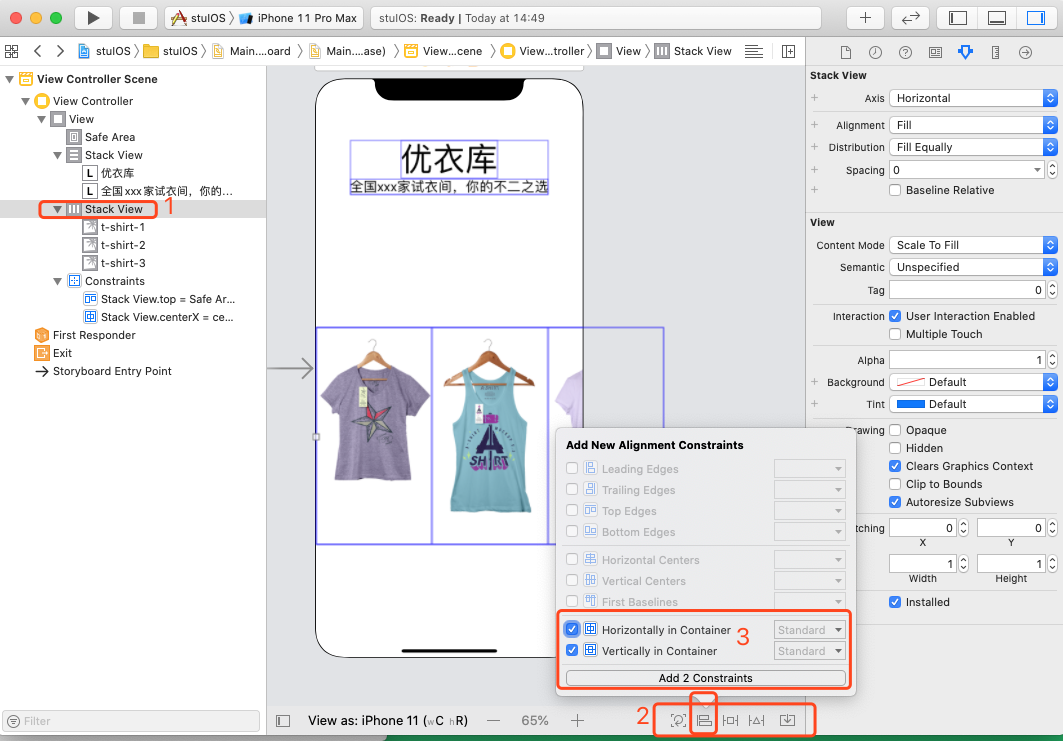 stuIOS
iPhone 11 Pro Max
stuIOS: Ready | Today at 14:49
stuIOS
stuIOS
Main....oard
Main....ase)
View...cene
View...troller
View
Stack View
View Controller Scene
View Controller
View
Safe Area
Stack View
L 优衣库
L 全国xxx家试衣间，你的...
Stack View
1
t-shirt-1
t-shirt-2
t-shirt-3
Constraints
Stack View.top = Safe Ar...
Stack View.centerX = ce...
First Responder
Exit
Storyboard Entry Point
Filter
优衣库
全国xxx家试衣间，你的不二之选
Add New Alignment Constraints
Leading Edges
Trailing Edges
Top Edges
Bottom Edges
Horizontal Centers
Vertical Centers
First Baselines
Horizontally in Container
3
Standard
Vertically in Container
Standard
Add 2 Constraints
View as: iPhone 11 (wC hR)
65%
2
Stack View
Axis
Horizontal
Alignment
Fill
Distribution
Fill Equally
Spacing
0
Baseline Relative
View
Content Mode
Scale To Fill
Semantic
Unspecified
Tag
0
Interaction
User Interaction Enabled
Multiple Touch
Alpha
1
Background
Default
Tint
Default
rawing
Opaque
Hidden
Clears Graphics Context
Clip to Bounds
Autoresize Subviews
tching
0
0
X
Y
1
1
Width
Height
Installed